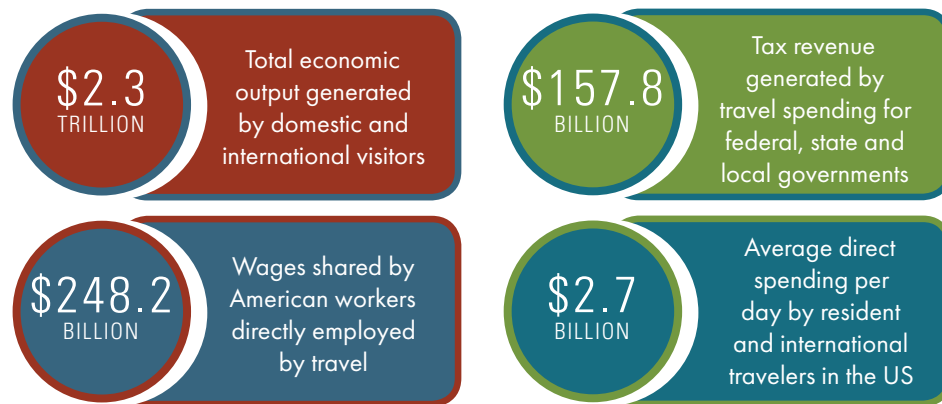 $2.3
TRILLION
Total economic
output generated
by domestic and
international visitors
$157.8
BILLION
Tax revenue
generated by
travel spending for
federal, state and
local governments
$248.2
BILLION
Wages shared by
American workers
directly employed
by travel
$2.7
BILLION
Average direct
spending per
day by resident
and international
travelers in the US